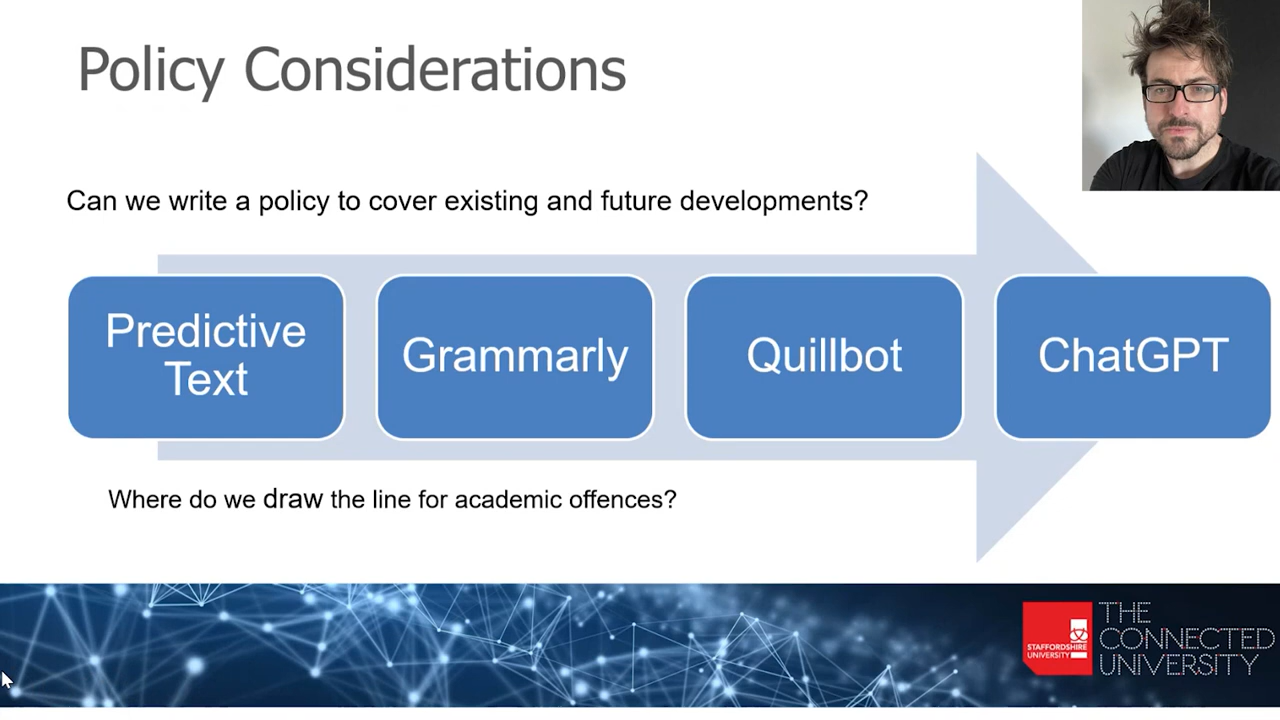 Policy Considerations
Can we write a policy to cover existing and future developments?
Predictive
Text
Grammarly
Quillbot
ChatGPT
Where do we draw the line for academic offences?
STAFFORDSHIRE
UNIVERSITY
THE
CONNECTED
UNIVERSITY